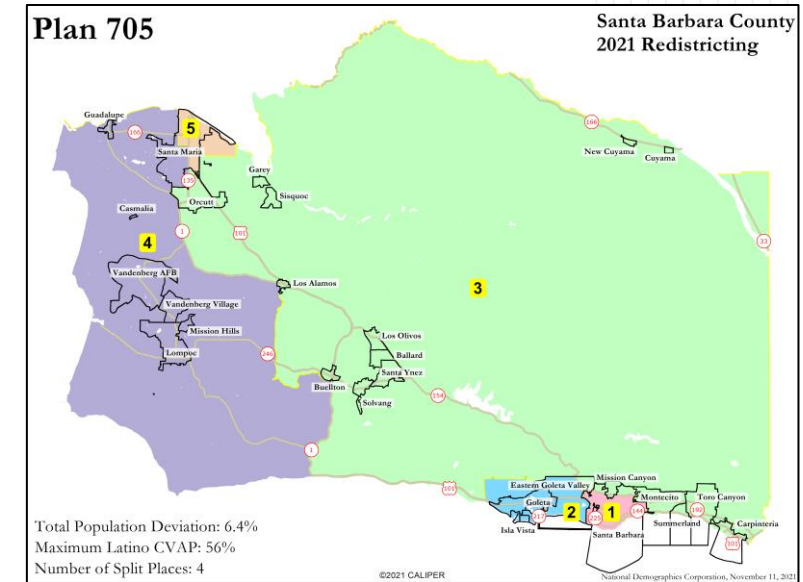 Plan 705
Santa Barbara County
2021 Redistricting
Guadalupe
166
5
Santa Maria
135
Orcutt
Garey
Sisquoc
Casmalia
1
101
4
Vandenberg AFB
Vandenberg Village
Mission Hills
Lompoc
246
1
166
New Cuyama
Cuyama
33
3
Los Alamos
Los Olivos
Ballard
Santa Ynez
Buellton
Solvang
154
101
Eastern Goleta Valley
Mission Canyon
Goleta
217
2
Isla Vista
225
1
144
Montecito
Toro Canyon
192
Santa Barbara
Summerland
Carpinteria
101
Total Population Deviation: 6.4%
Maximum Latino CVAP: 56%
Number of Split Places: 4
©2021 CALIPER
National Demographics Corporation, November 11, 2021